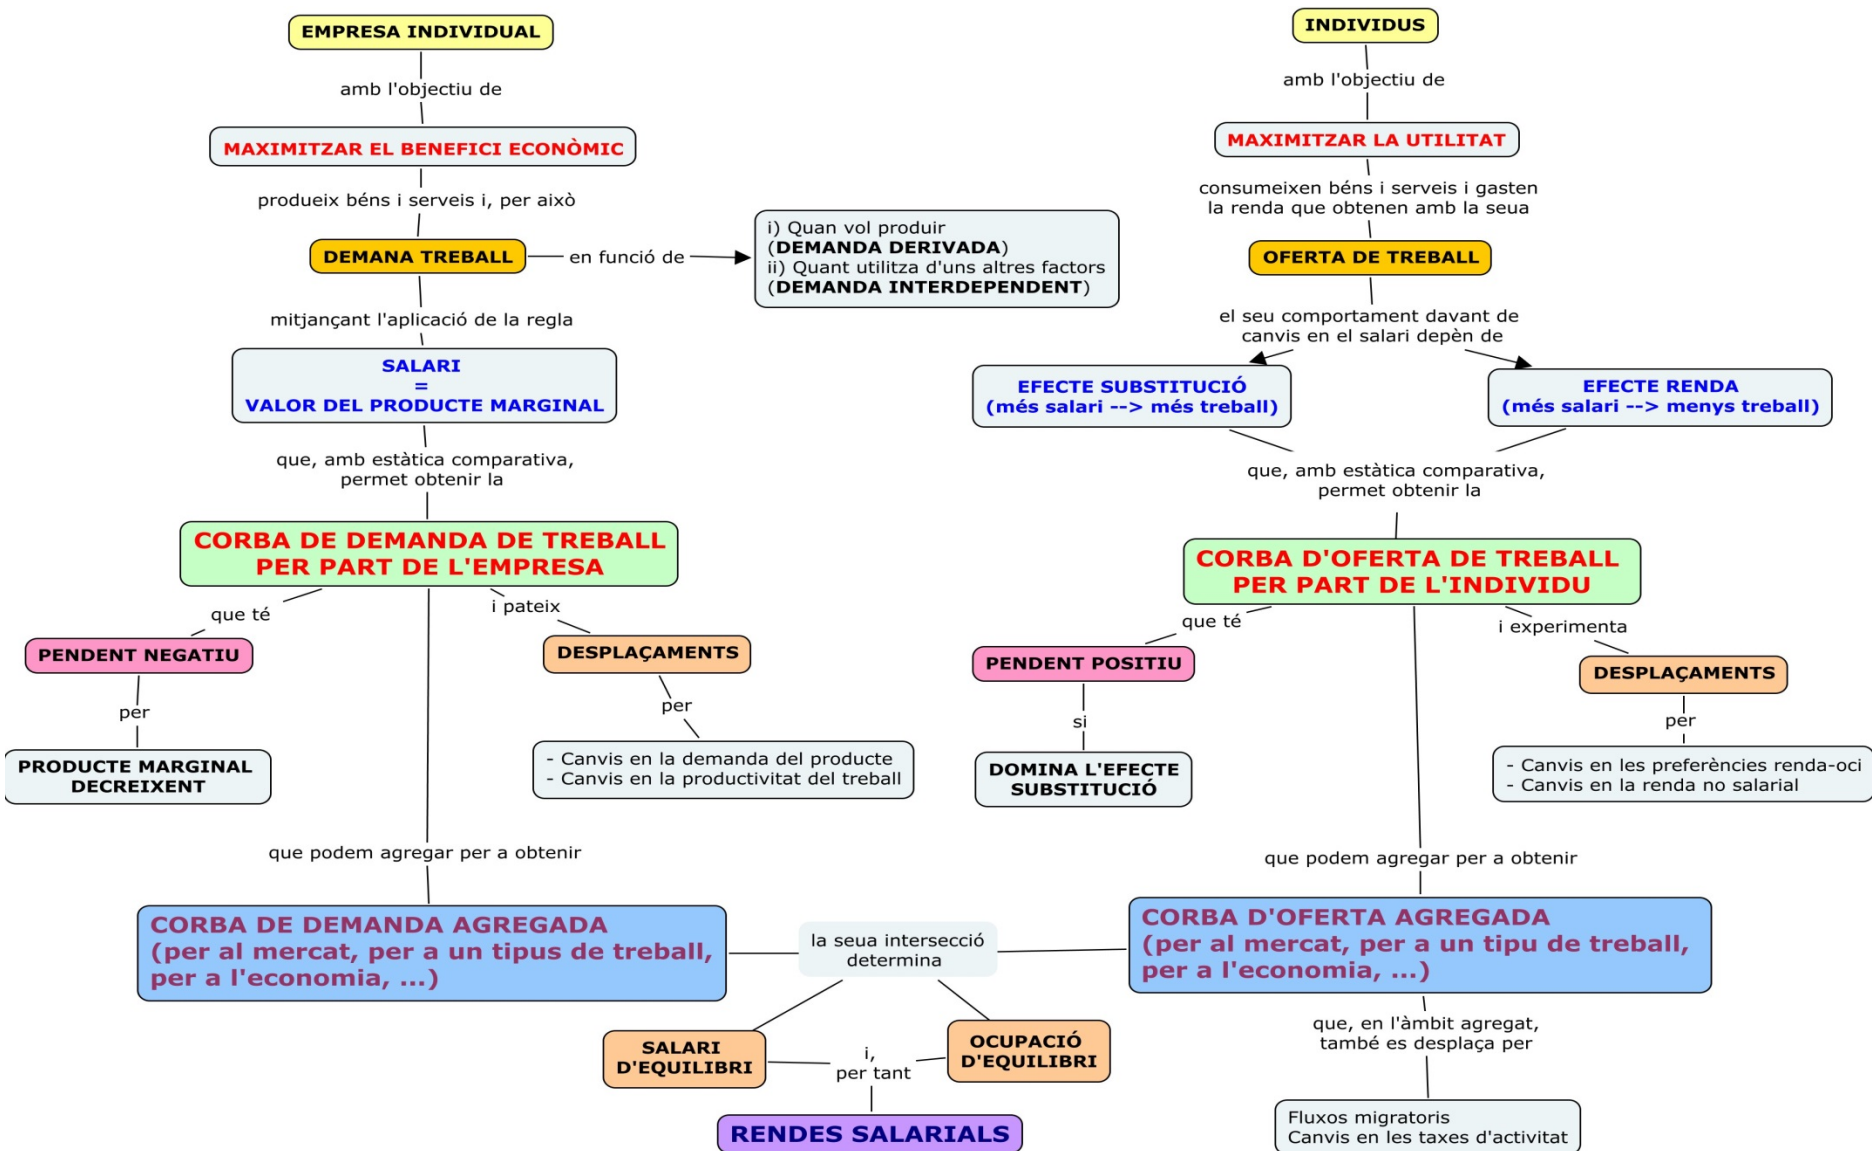 EMPRESA INDIVIDUAL
amb l'objectiu de
MAXIMITZAR EL BENEFICI ECONÒMIC
produeix béns i serveis i, per això
DEMANA TREBALL
en funció de
i) Quan vol produir
(DEMANDA DERIVADA)
ii) Quant utilitza d'uns altres factors
(DEMANDA INTERDEPENDENT)
mitjançant l'aplicació de la regla
SALARI
=
VALOR DEL PRODUCTE MARGINAL
que, amb estàtica comparativa,
permet obtenir la
CORBA DE DEMANDA DE TREBALL
PER PART DE L'EMPRESA
que té
PENDENT NEGATIU
per
PRODUCTE MARGINAL
DECREIXENT
i pateix
DESPLAÇAMENTS
per
- Canvis en la demanda del producte
- Canvis en la productivitat del treball
que podem agregar per a obtenir
CORBA DE DEMANDA AGREGADA
(per al mercat, per a un tipus de treball,
per a l'economia, ...)
INDIVIDUS
amb l'objectiu de
MAXIMITZAR LA UTILITAT
consumeixen béns i serveis i gasten
la renda que obtenen amb la seua
OFERTA DE TREBALL
el seu comportament davant de
canvis en el salari depèn de
EFECTE SUBSTITUCIÓ
(més salari --> més treball)
EFECTE RENDA
(més salari --> menys treball)
que, amb estàtica comparativa,
permet obtenir la
CORBA D'OFERTA DE TREBALL
PER PART DE L'INDIVIDU
que té
PENDENT POSITIU
si
DOMINA L'EFECTE
SUBSTITUCIÓ
i experimenta
DESPLAÇAMENTS
per
- Canvis en les preferències renda-oci
- Canvis en la renda no salarial
que podem agregar per a obtenir
CORBA D'OFERTA AGREGADA
(per al mercat, per a un tipu de treball,
per a l'economia, ...)
que, en l'àmbit agregat,
també es desplaça per
Fluxos migratoris
Canvis en les taxes d'activitat
la seua intersecció
determina
SALARI
D'EQUILIBRI
OCUPACIÓ
D'EQUILIBRI
i,
per tant
RENDES SALARIALS